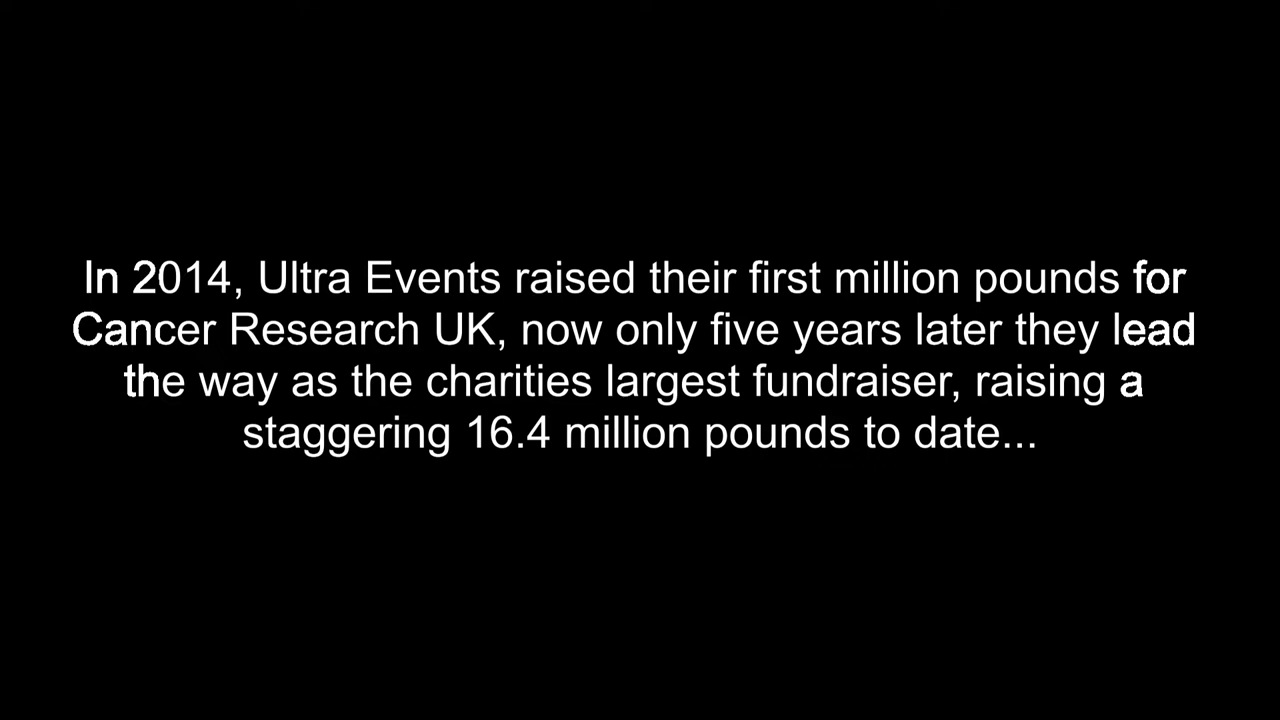 In 2014, Ultra Events raised their first million pounds for
Cancer Research UK, now only five years later they lead
the way as the charities largest fundraiser, raising a
staggering 16.4 million pounds to date...